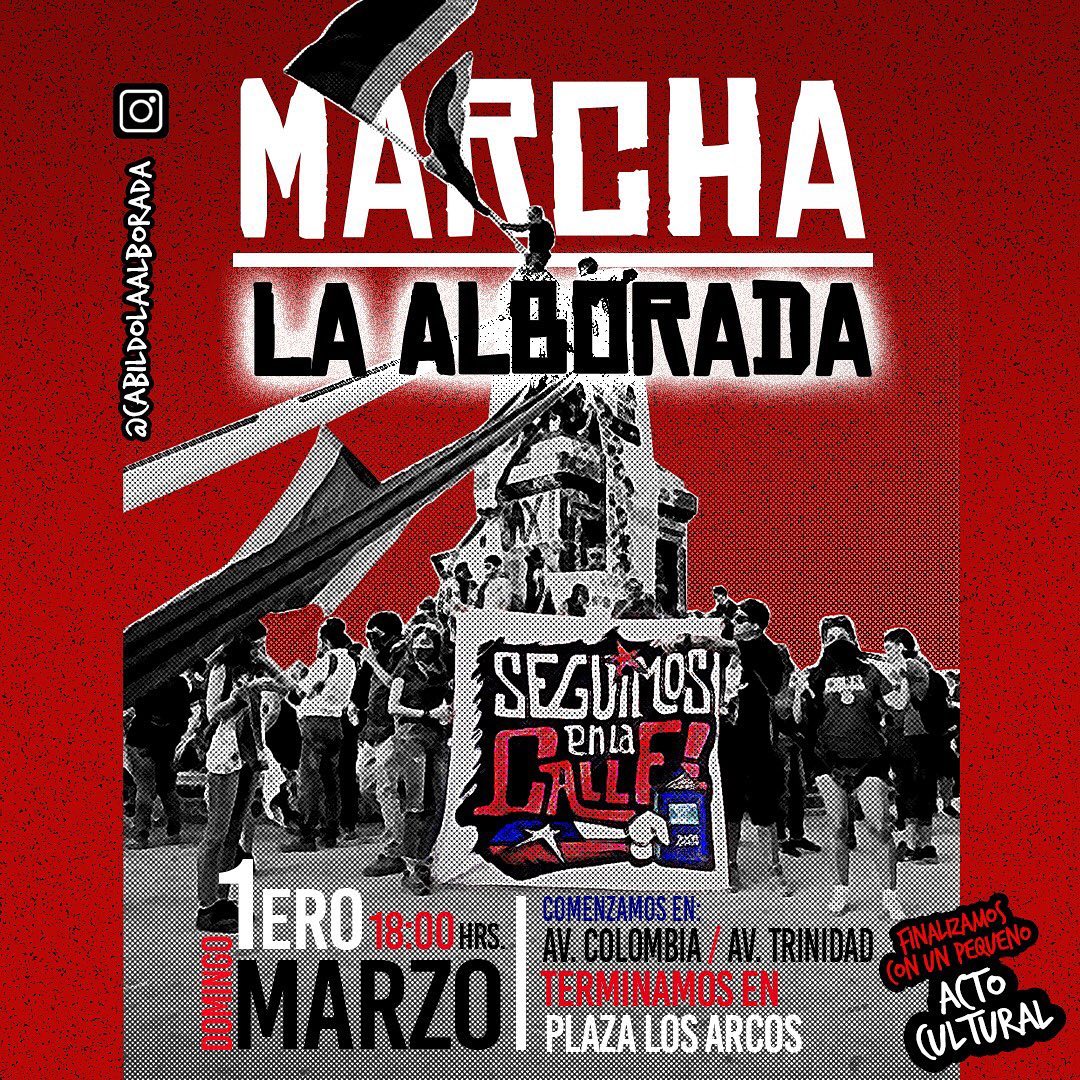 MARCHA
LA ALBORADA
@CABILDOLAALBORADA
SEGUIMOS!
en LA
CALLE!
DOMINGO
1ERO 18:00 HRS.
MARZO
COMENZAMOS EN:
AV. COLOMBIA / AV. TRINIDAD
TERMINAMOS EN
PLAZA LOS ARCOS
FINALIZAMOS
CON UN PEQUEÑO
ACTO
CULTURAL